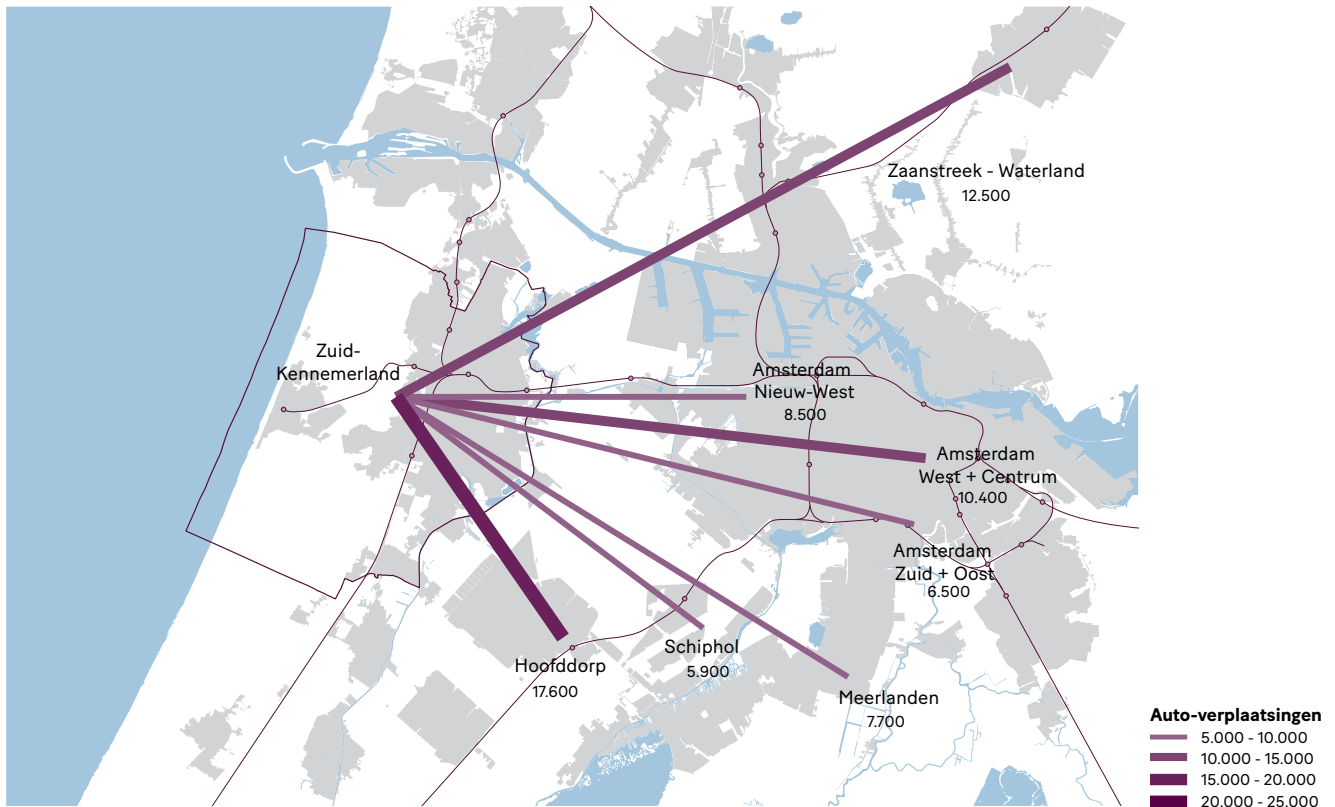 Zaanstreek - Waterland
12.500
Zuid-
Kennemerland
Amsterdam
Nieuw-West
8.500
Amsterdam
West + Centrum
10.400
Amsterdam
Zuid + Oost
6.500
Schiphol
5.900
Hoofddorp
17.600
Meerlanden
7.700
Auto-verplaatsingen
5.000 - 10.000
10.000 - 15.000
15.000 - 20.000
20.000 - 25.000